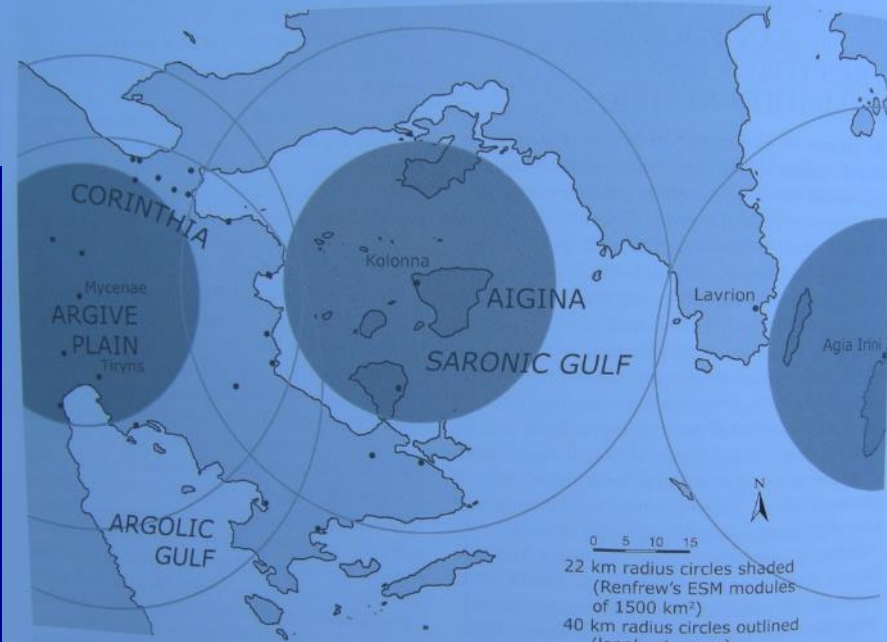 CORINTHIA
Kolonna
Mycenae
AIGINA
Lavrion
ARGIVE
PLAIN
Agia Irini
SARONIC GULF
Tiryns
N
ARGOLIC
GULF
0 5 10 15
22 km radius circles shaded
(Renfrew's ESM modules
of 1500 km²)
40 km radius circles outlined